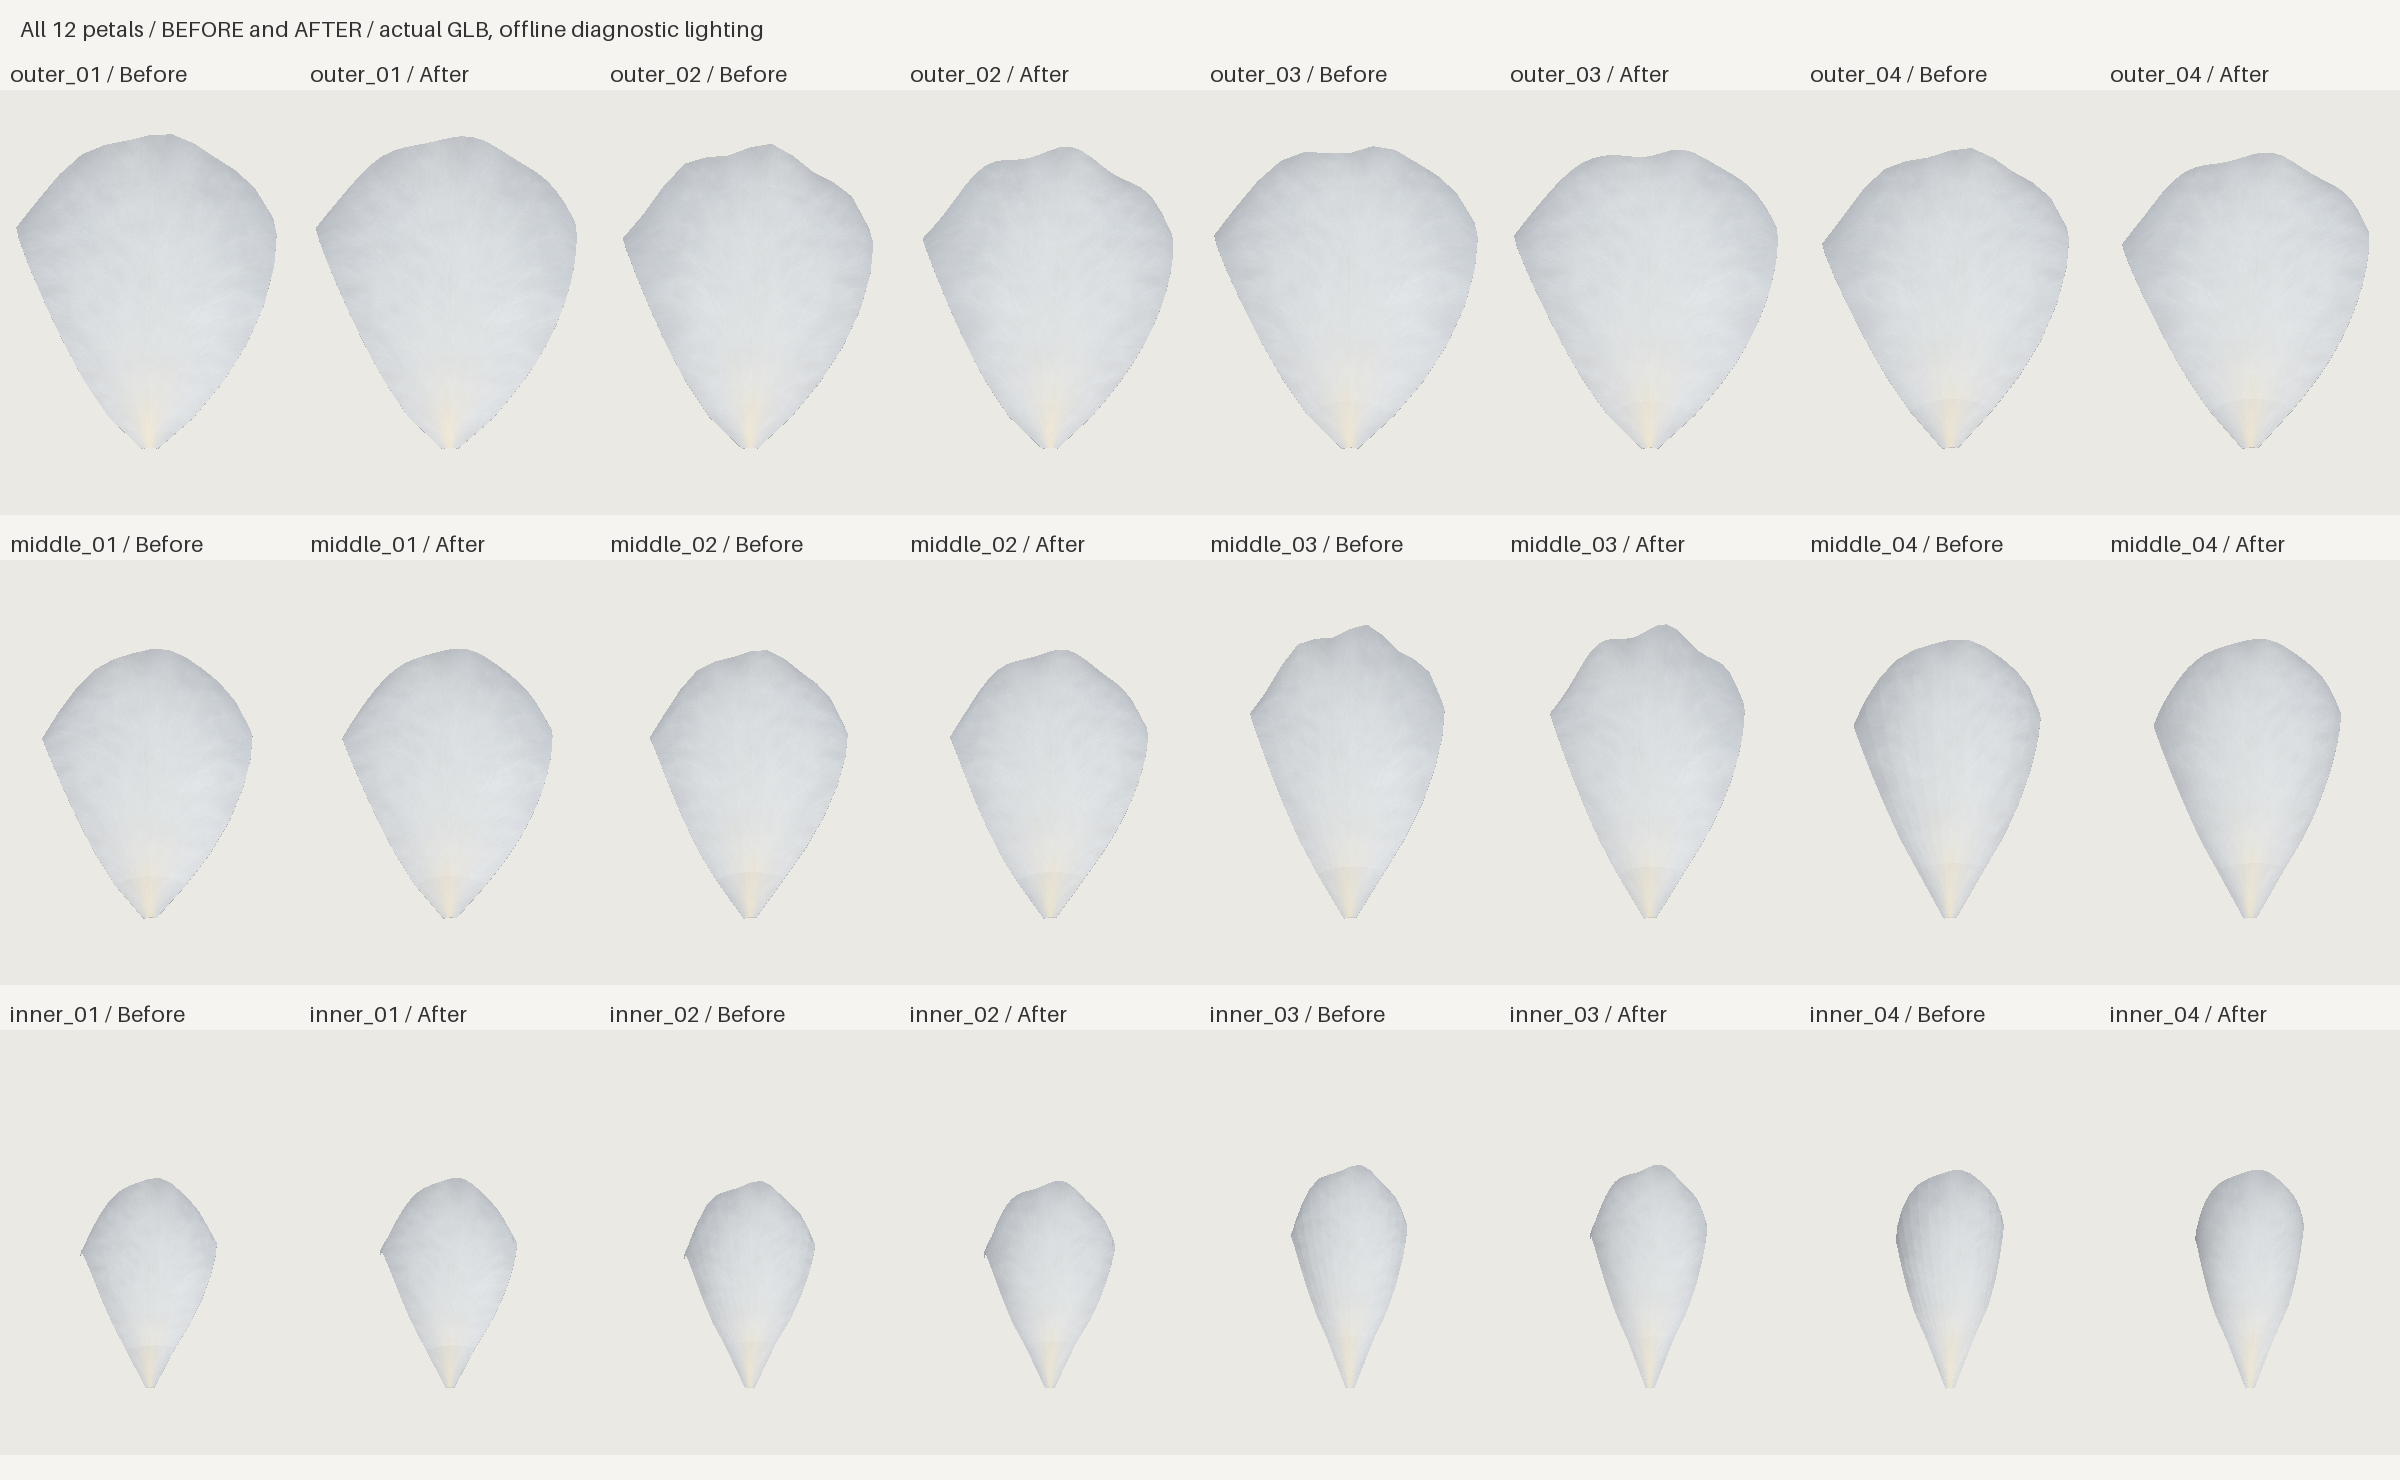 All 12 petals / BEFORE and AFTER / actual GLB, offline diagnostic lighting
outer_01 / Before
outer_01 / After
outer_02 / Before
outer_02 / After
outer_03 / Before
outer_03 / After
outer_04 / Before
outer_04 / After
middle_01 / Before
middle_01 / After
middle_02 / Before
middle_02 / After
middle_03 / Before
middle_03 / After
middle_04 / Before
middle_04 / After
inner_01 / Before
inner_01 / After
inner_02 / Before
inner_02 / After
inner_03 / Before
inner_03 / After
inner_04 / Before
inner_04 / After